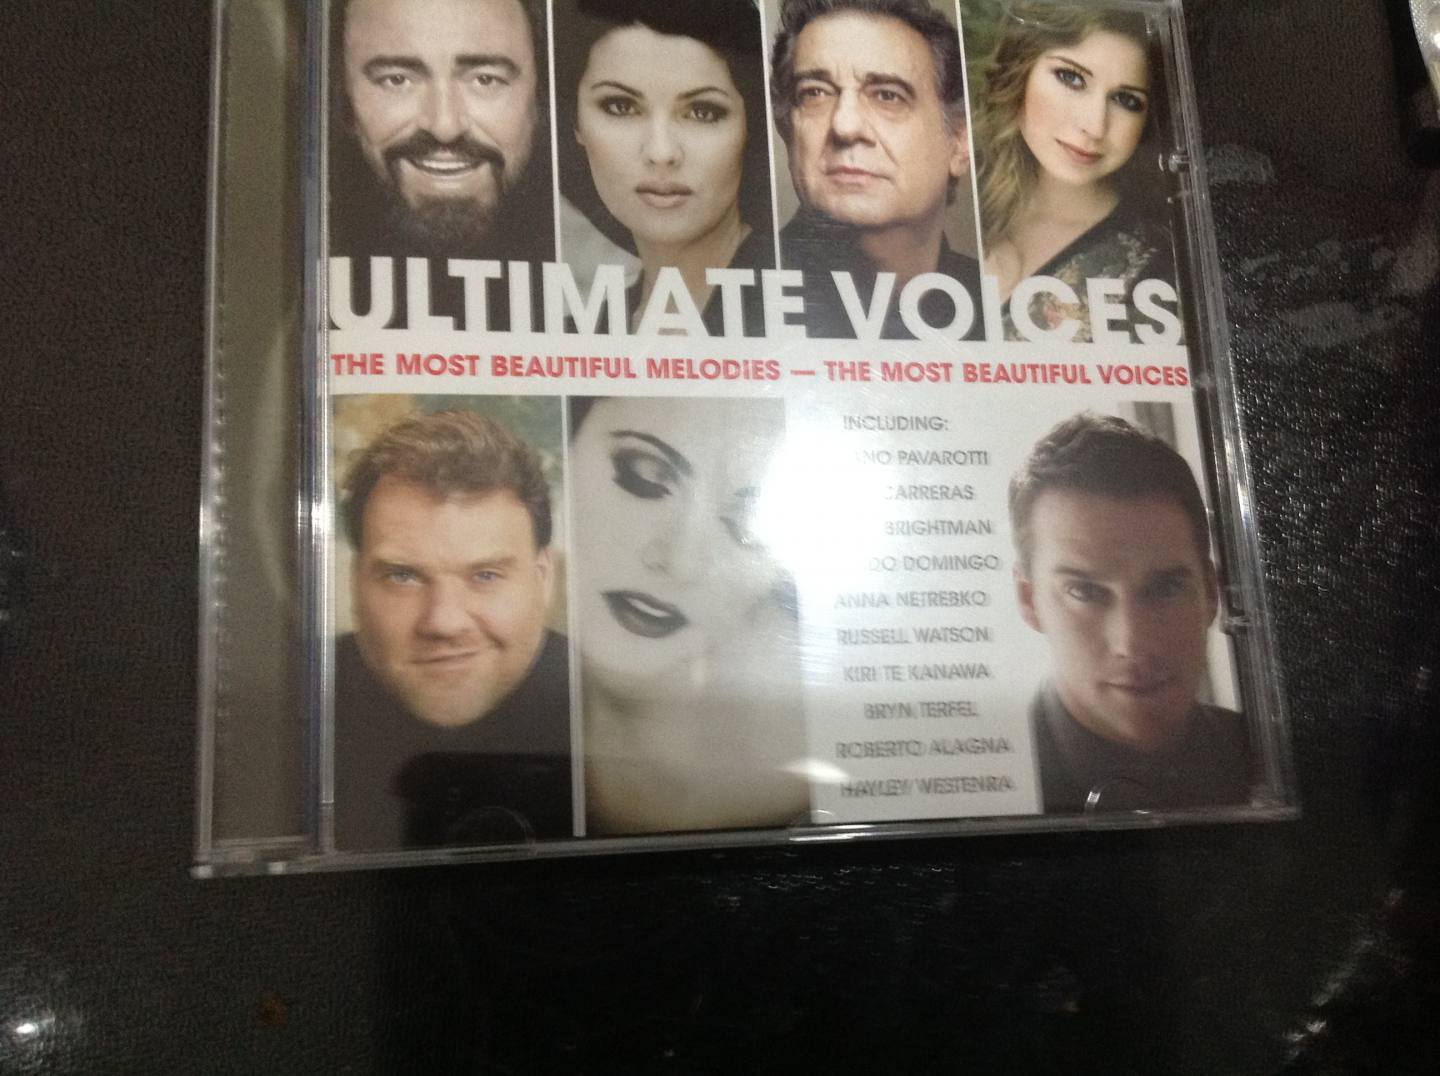 ULTIMATE VOICES
THE MOST BEAUTIFUL MELODIES — THE MOST BEAUTIFUL VOICES
INCLUDING:
PAVAROTTI
CARRERAS
BRIGHTMAN
DOMINGO
ANNA NETREBKO
RUSSELL WATSON
KIRI TE KANAWA
BRYN TERFEL
ROBERTO ALAGNA
HAYLEY WESTENRA